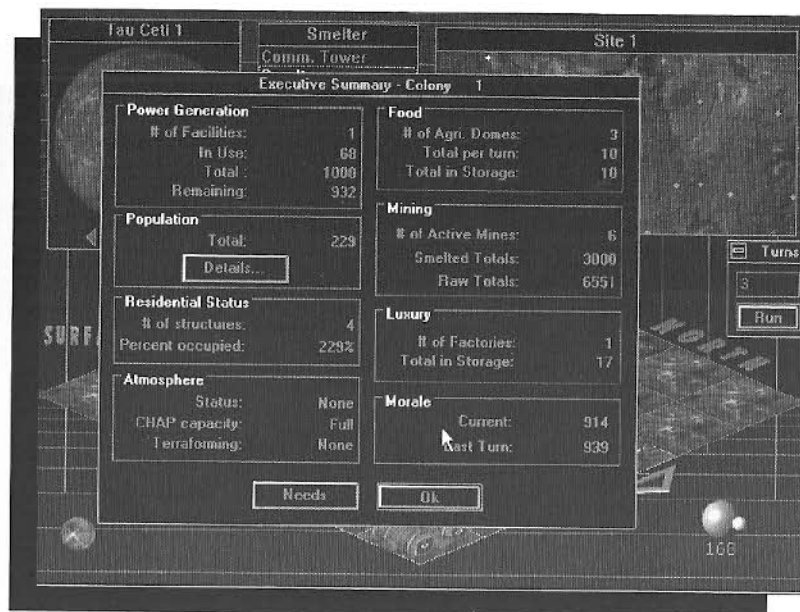 Tau Ceti 1
Smelter
Comm. Tower
Site 1
Executive Summary - Colony 1
Power Generation
# of Facilities: 1
In Use: 68
Total : 1000
Remaining: 932
Population
Total: 229
Details...
Residential Status
# of structures: 4
Percent occupied: 229%
Atmosphere
Status: None
CHAP capacity: Full
Terraforming: None
Food
# of Agri. Domes: 3
Total per turn: 10
Total in Storage: 10
Mining
# of Active Mines: 6
Smelted Totals: 3000
Raw Totals: 6551
Luxury
# of Factories: 1
Total in Storage: 17
Morale
Current: 914
Last Turn: 939
Needs
Ok
Turns
3
Run
SURF
NORTH
168